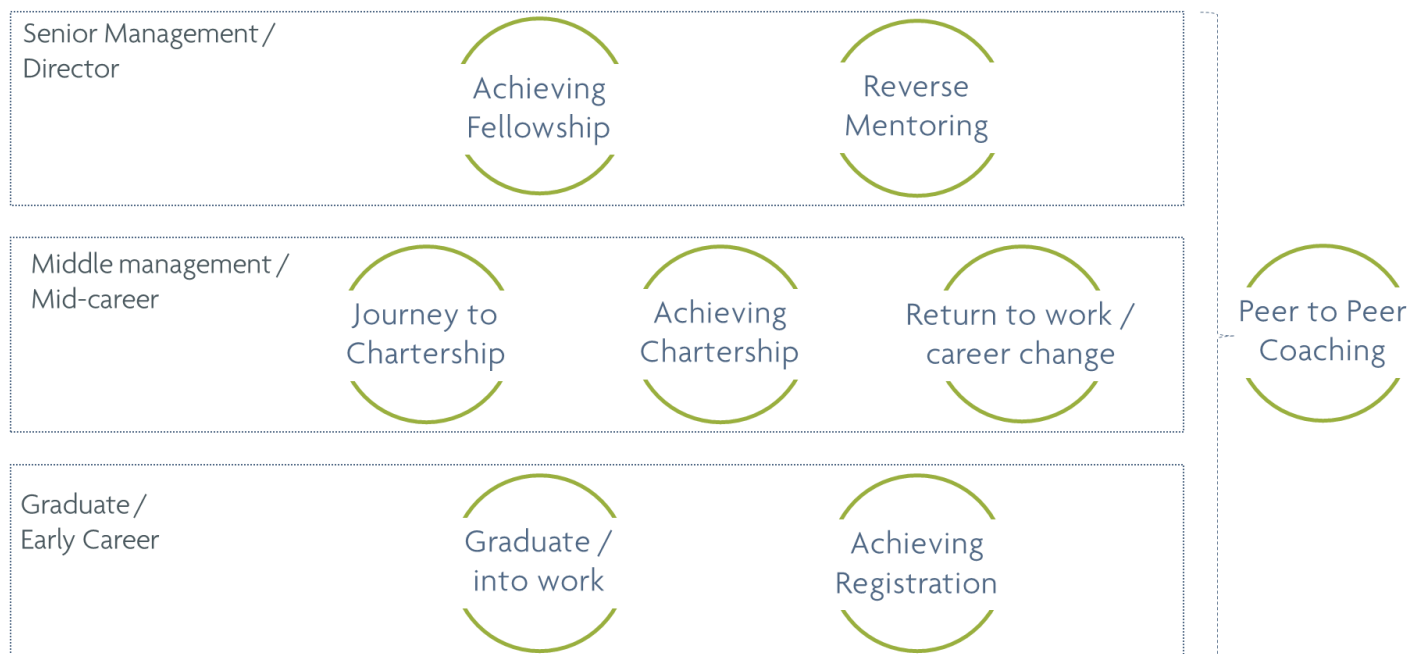 Senior Management /
Director
Achieving
Fellowship
Reverse
Mentoring
Middle management /
Mid-career
Journey to
Chartership
Achieving
Chartership
Return to work /
career change
Peer to Peer
Coaching
Graduate /
Early Career
Graduate /
into work
Achieving
Registration